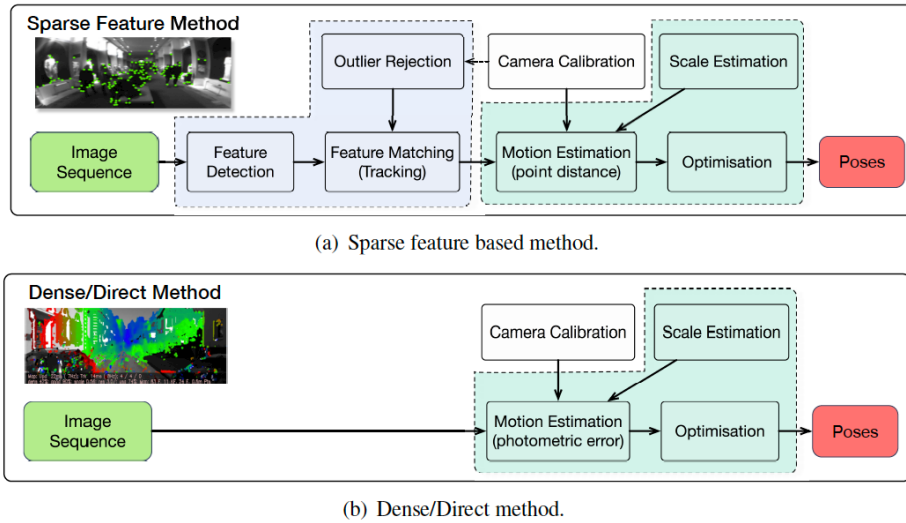 Sparse Feature Method
Outlier Rejection
Camera Calibration
Scale Estimation
Image
Sequence
Feature
Detection
Feature Matching
(Tracking)
Motion Estimation
(point distance)
Optimisation
Poses
(a) Sparse feature based method.
Dense/Direct Method
Camera Calibration
Scale Estimation
Image
Sequence
Motion Estimation
(photometric error)
Optimisation
Poses
(b) Dense/Direct method.